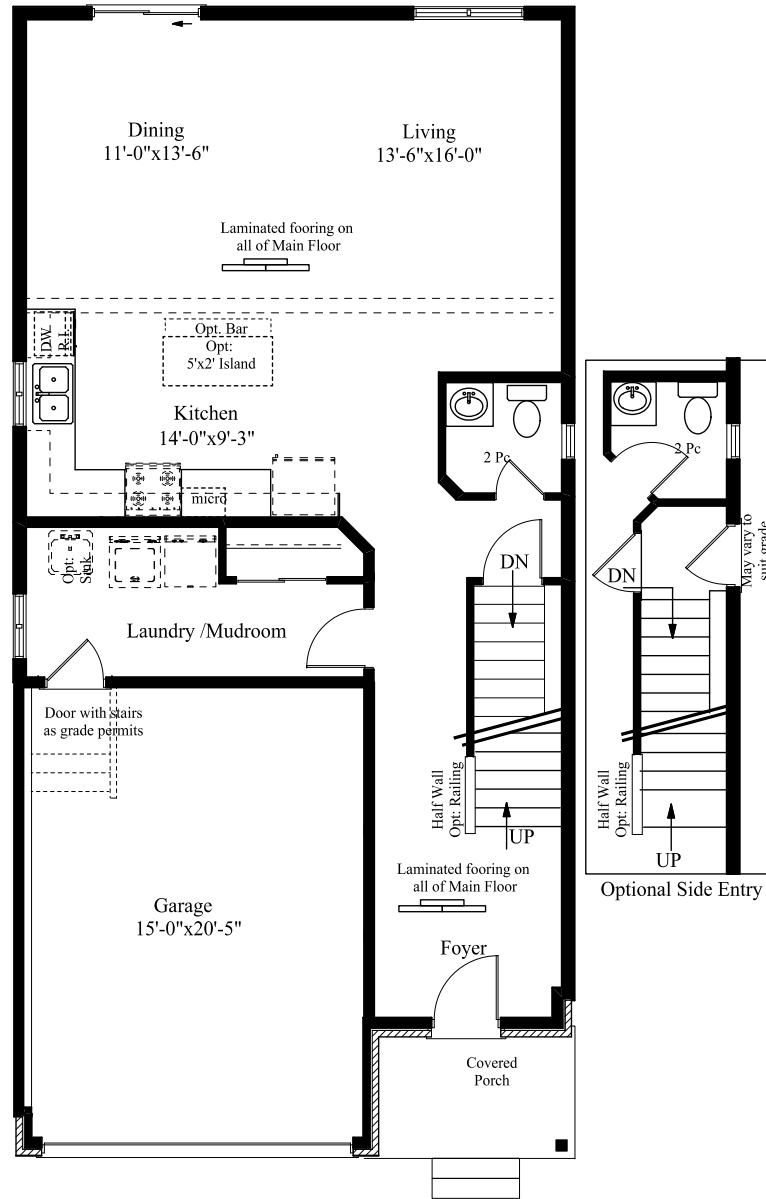 Dining
11'-0"x13'-6"
Living
13'-6"x16'-0"
Laminated fooring on
all of Main Floor
DW
R.I.
Opt. Bar
Opt:
5'x2' Island
Kitchen
14'-0"x9'-3"
micro
2 Pc
2 Pc
Opt:
Sink
DN
DN
May vary to
suit grade
Laundry /Mudroom
Door with stairs
as grade permits
Half Wall
Opt: Railing
UP
Half Wall
Opt: Railing
UP
Optional Side Entry
Laminated fooring on
all of Main Floor
Garage
15'-0"x20'-5"
Foyer
Covered
Porch